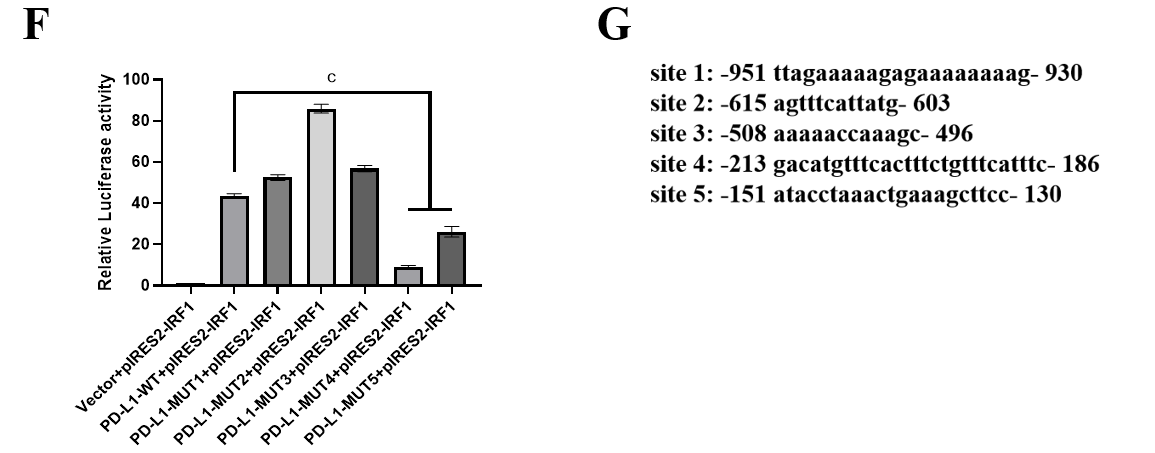 F
Relative Luciferase activity
100
80
60
40
20
0
c
Vector+pIRES2-IRF1
PD-L1-WT+pIRES2-IRF1
PD-L1-MUT1+pIRES2-IRF1
PD-L1-MUT2+pIRES2-IRF1
PD-L1-MUT3+pIRES2-IRF1
PD-L1-MUT4+pIRES2-IRF1
PD-L1-MUT5+pIRES2-IRF1
G
site 1: -951 ttagaaaaagagaaaaaaaag- 930
site 2: -615 agtttcattatg- 603
site 3: -508 aaaaaccaaagc- 496
site 4: -213 gacatgtttcactttctgtttcatttc- 186
site 5: -151 atacctaaactgaaagcttcc- 130